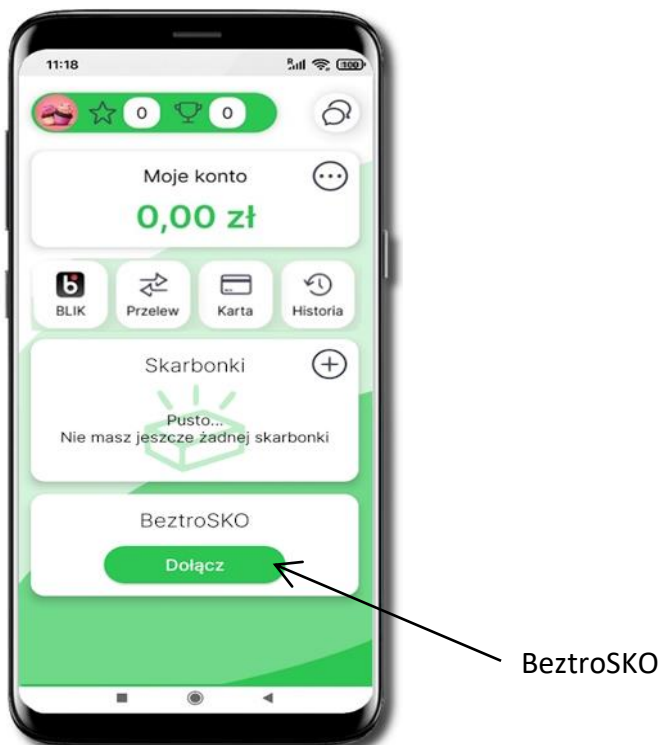 11:18
R
100
0
0
Moje konto
0,00 zł
b
BLIK
Przelew
Karta
Historia
Skarbonki
Pusto...
Nie masz jeszcze żadnej skarbonki
BeztroSKO
Dołącz
BeztroSKO